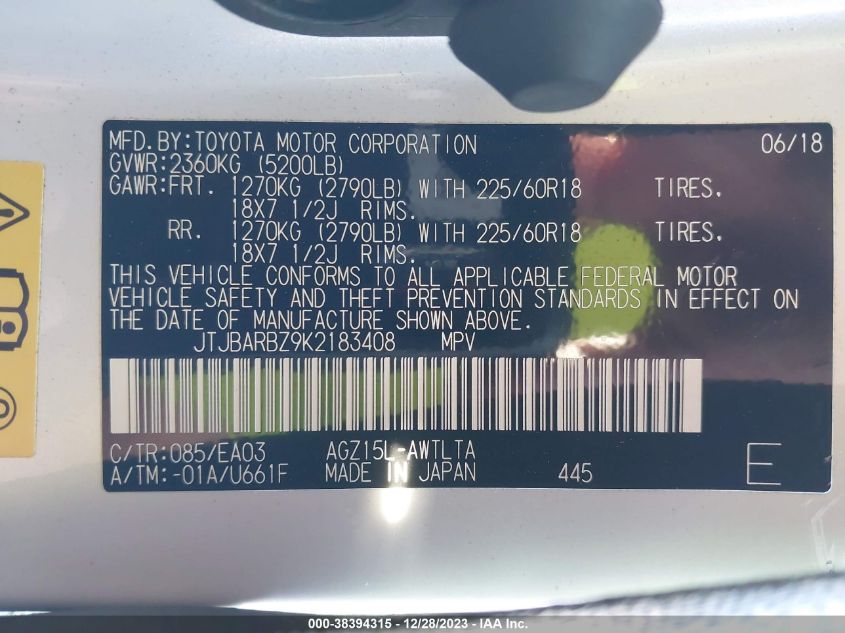 MFD.BY:TOYOTA MOTOR CORPORATION 06/18
GVWR:2360KG (5200LB)
GAWR:FRT. 1270KG (2790LB) WITH 225/60R18 TIRES.
18X7 1/2J RIMS.
RR. 1270KG (2790LB) WITH 225/60R18 TIRES.
18X7 1/2J RIMS.
THIS VEHICLE CONFORMS TO ALL APPLICABLE FEDERAL MOTOR
VEHICLE SAFETY AND THEFT PREVENTION STANDARDS IN EFFECT ON
THE DATE OF MANUFACTURE SHOWN ABOVE.
JTJBARBZ9K2183408 MPV
C/TR:085/EA03 AGZ15L-AWTLTA
A/TM:-01A/U661F MADE IN JAPAN 445 E
000-38394315 - 12/28/2023 - © IAA Inc.